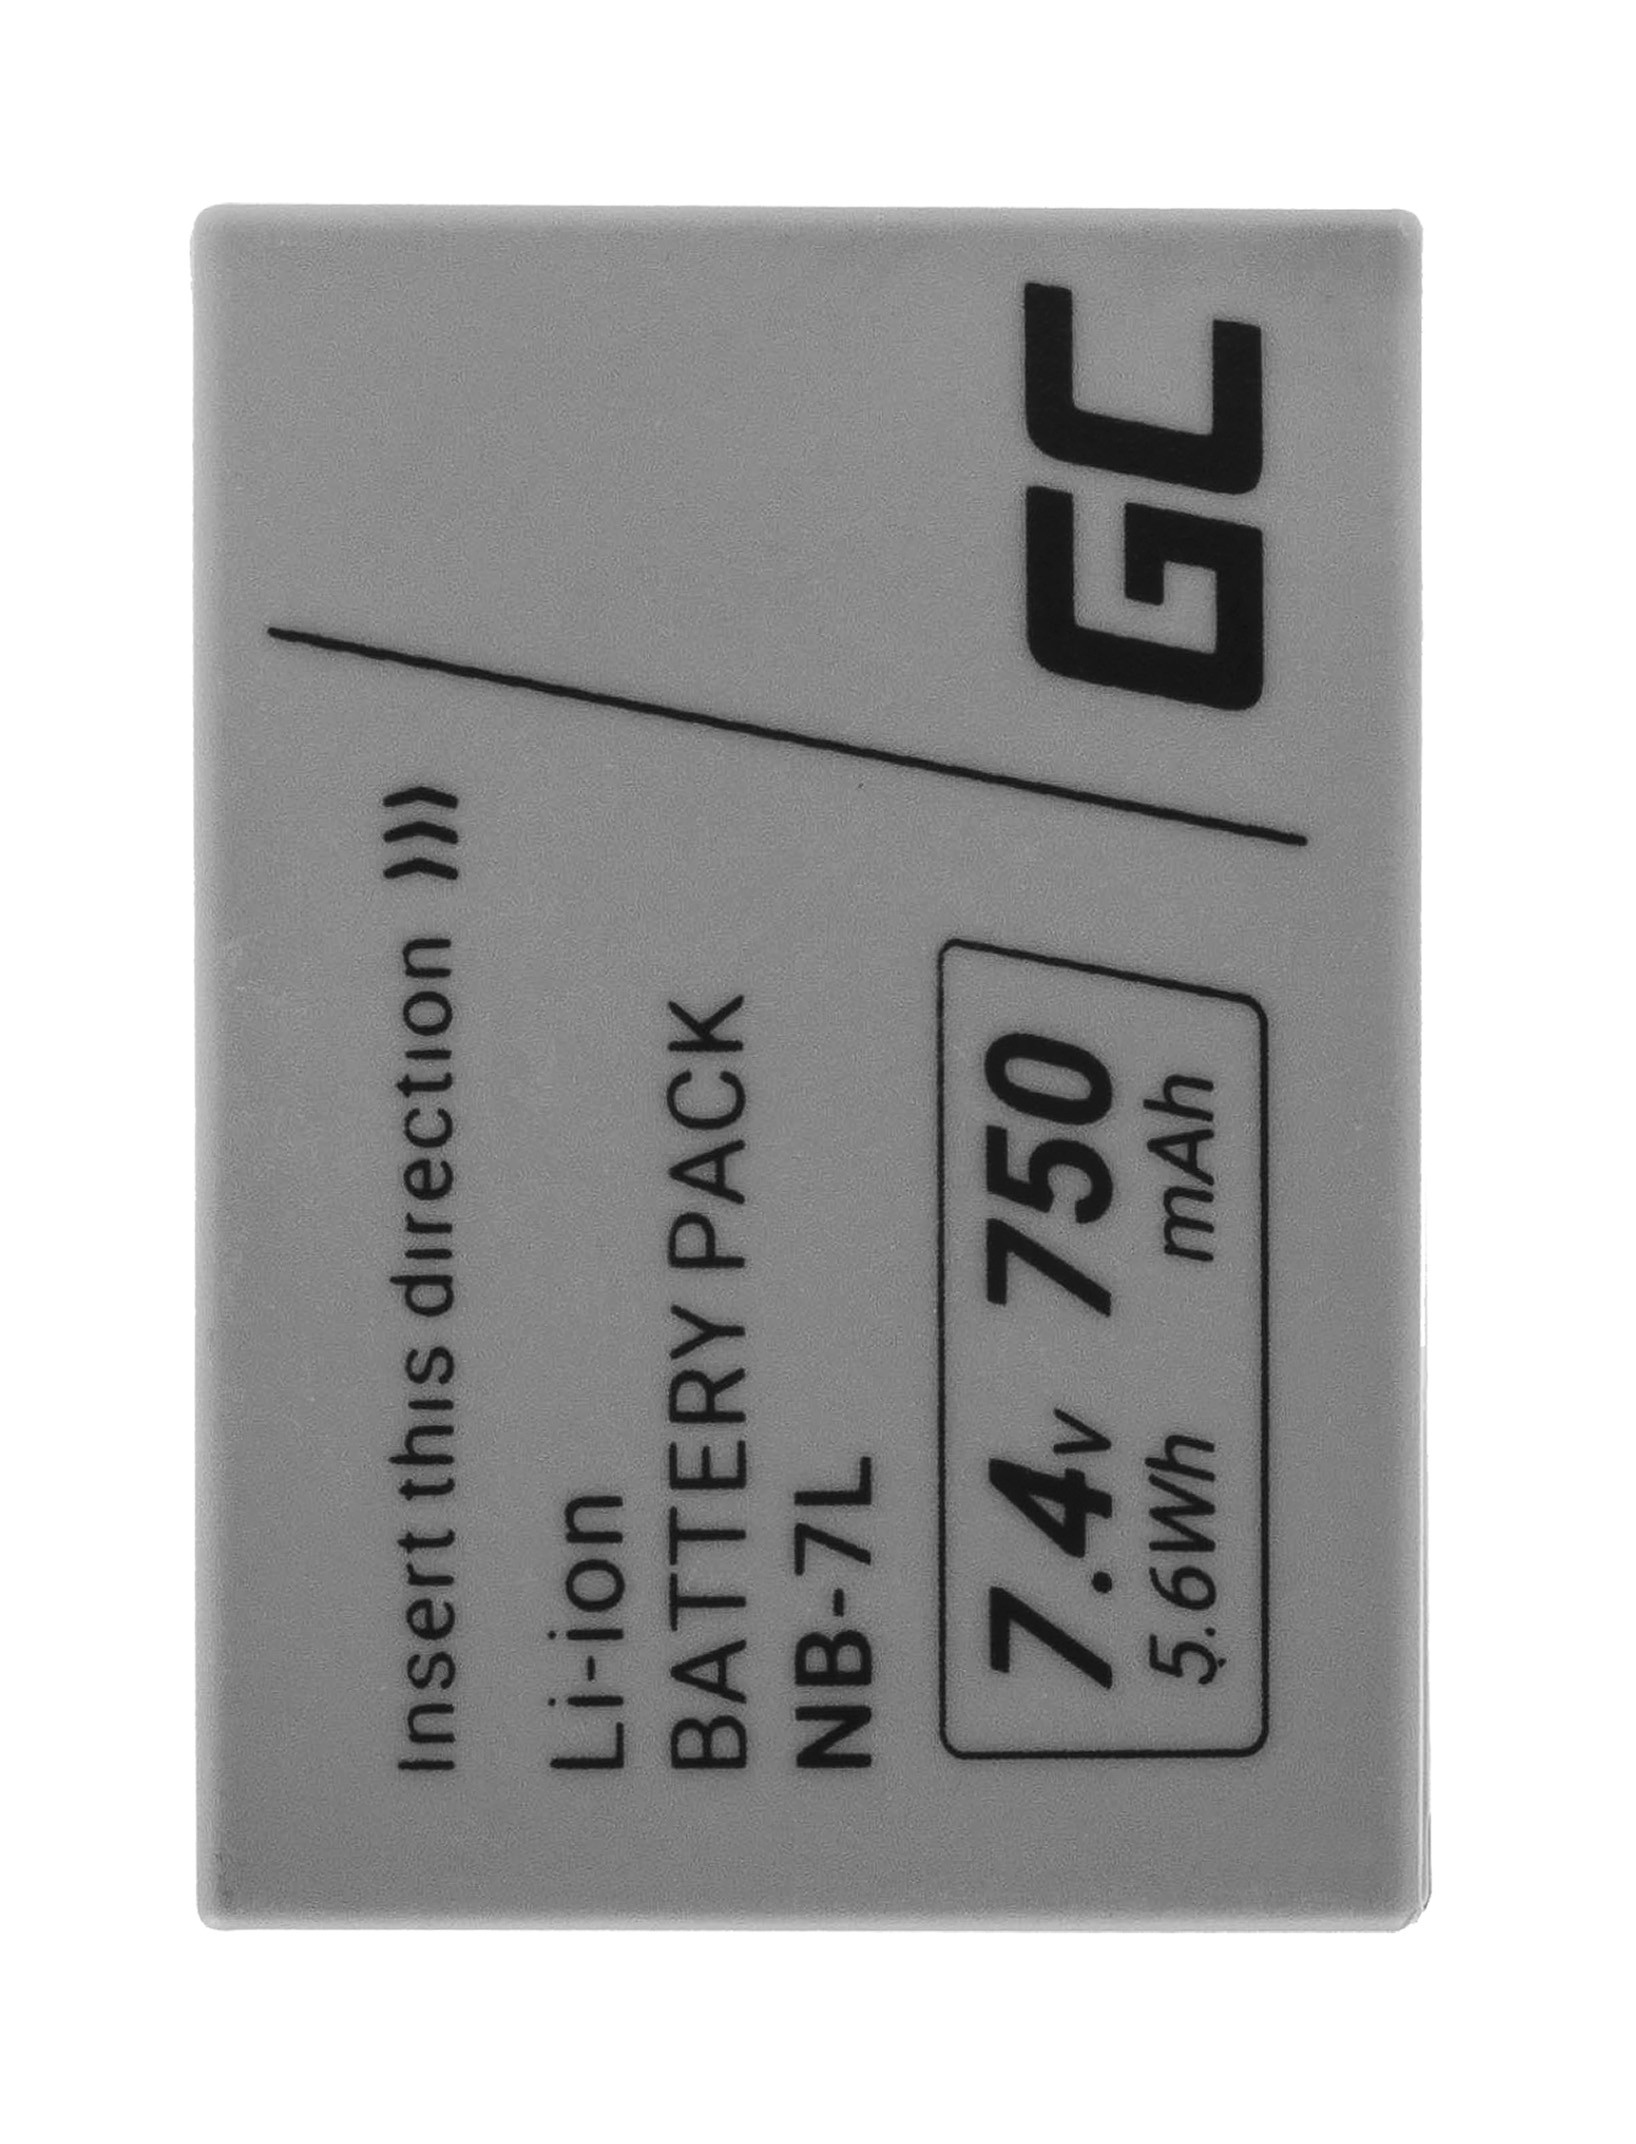 Insert this direction »»
Li-ion
BATTERY PACK
NB-7L
7.4V 750
5.6Wh mAh
GC